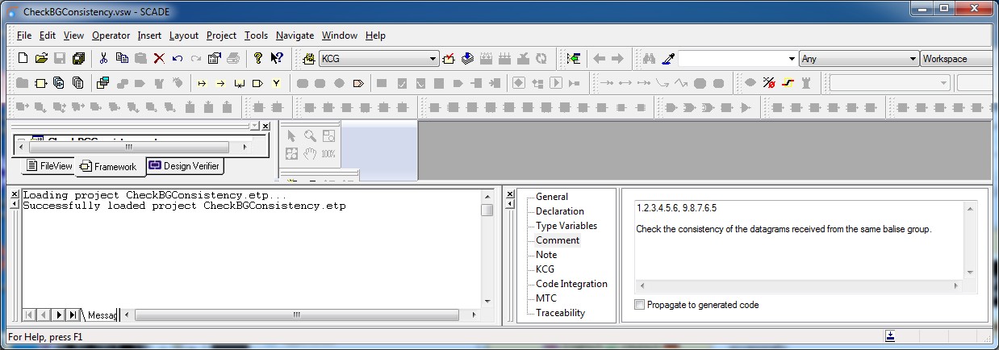 CheckBGConsistency.vsw - SCADE
File Edit View Operator Insert Layout Project Tools Navigate Window Help
KCG Any Workspace
100%
FileView Framework Design Verifier
Loading project CheckBGConsistency.etp...
Successfully loaded project CheckBGConsistency.etp
Messag
General
Declaration
Type Variables
Comment
Note
KCG
Code Integration
MTC
Traceability
1.2.3.4.5.6, 9.8.7.6.5
Check the consistency of the datagrams received from the same balise group.
Propagate to generated code
For Help, press F1